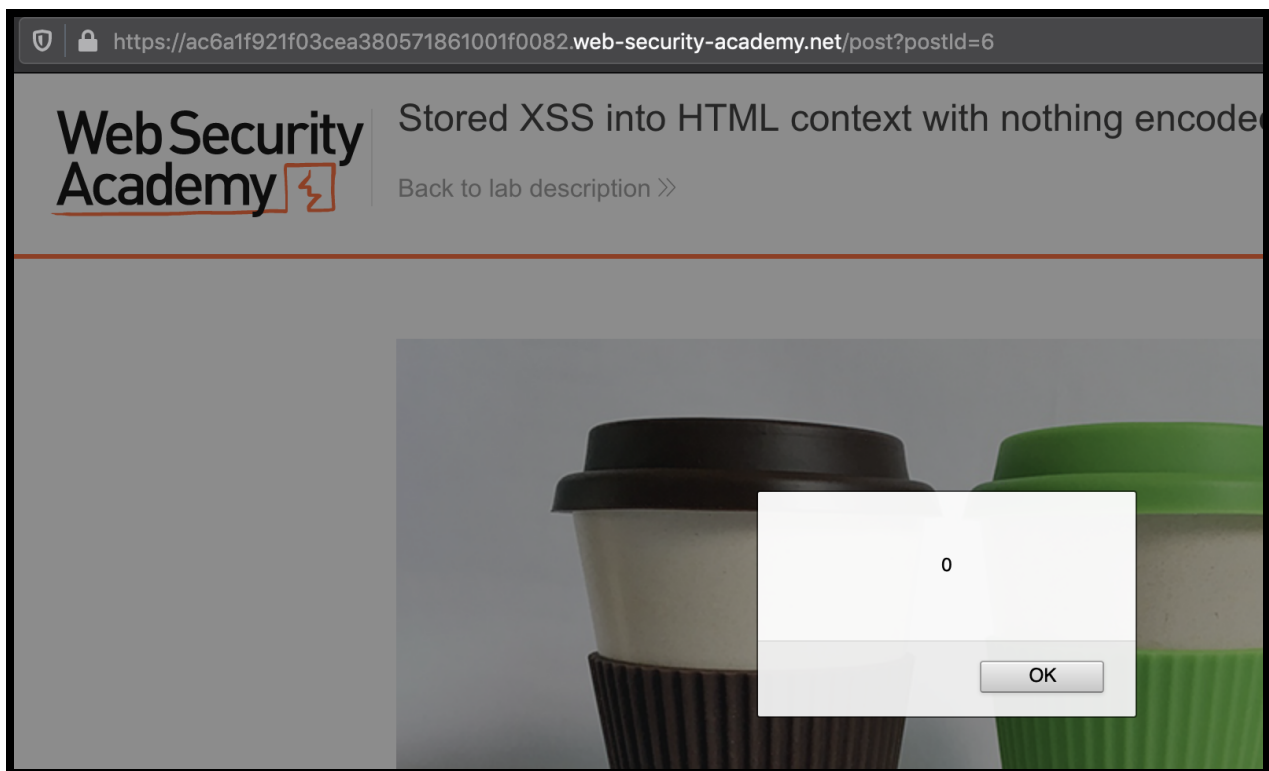 https://ac6a1f921f03cea380571861001f0082.web-security-academy.net/post?postId=6
Web Security
Academy
Stored XSS into HTML context with nothing encoded
Back to lab description
0
OK